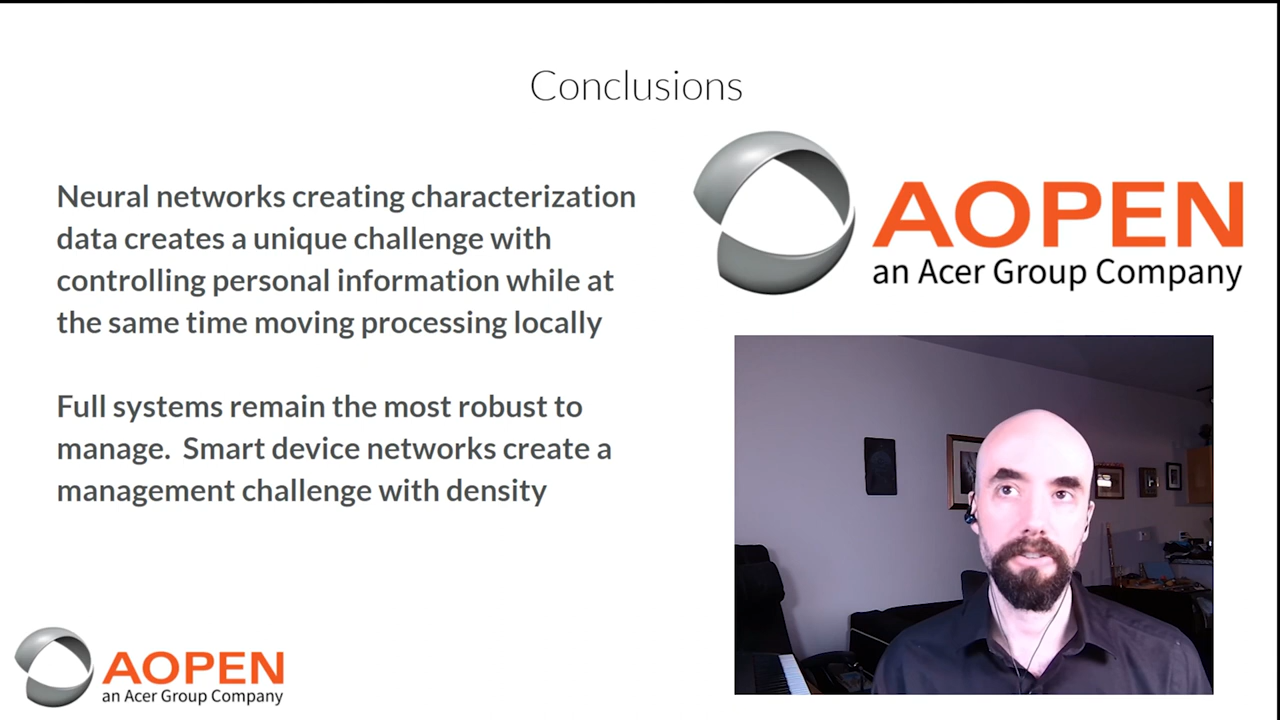 Conclusions
Neural networks creating characterization
data creates a unique challenge with
controlling personal information while at
the same time moving processing locally
Full systems remain the most robust to
manage.  Smart device networks create a
management challenge with density
AOPEN
an Acer Group Company
AOPEN
an Acer Group Company